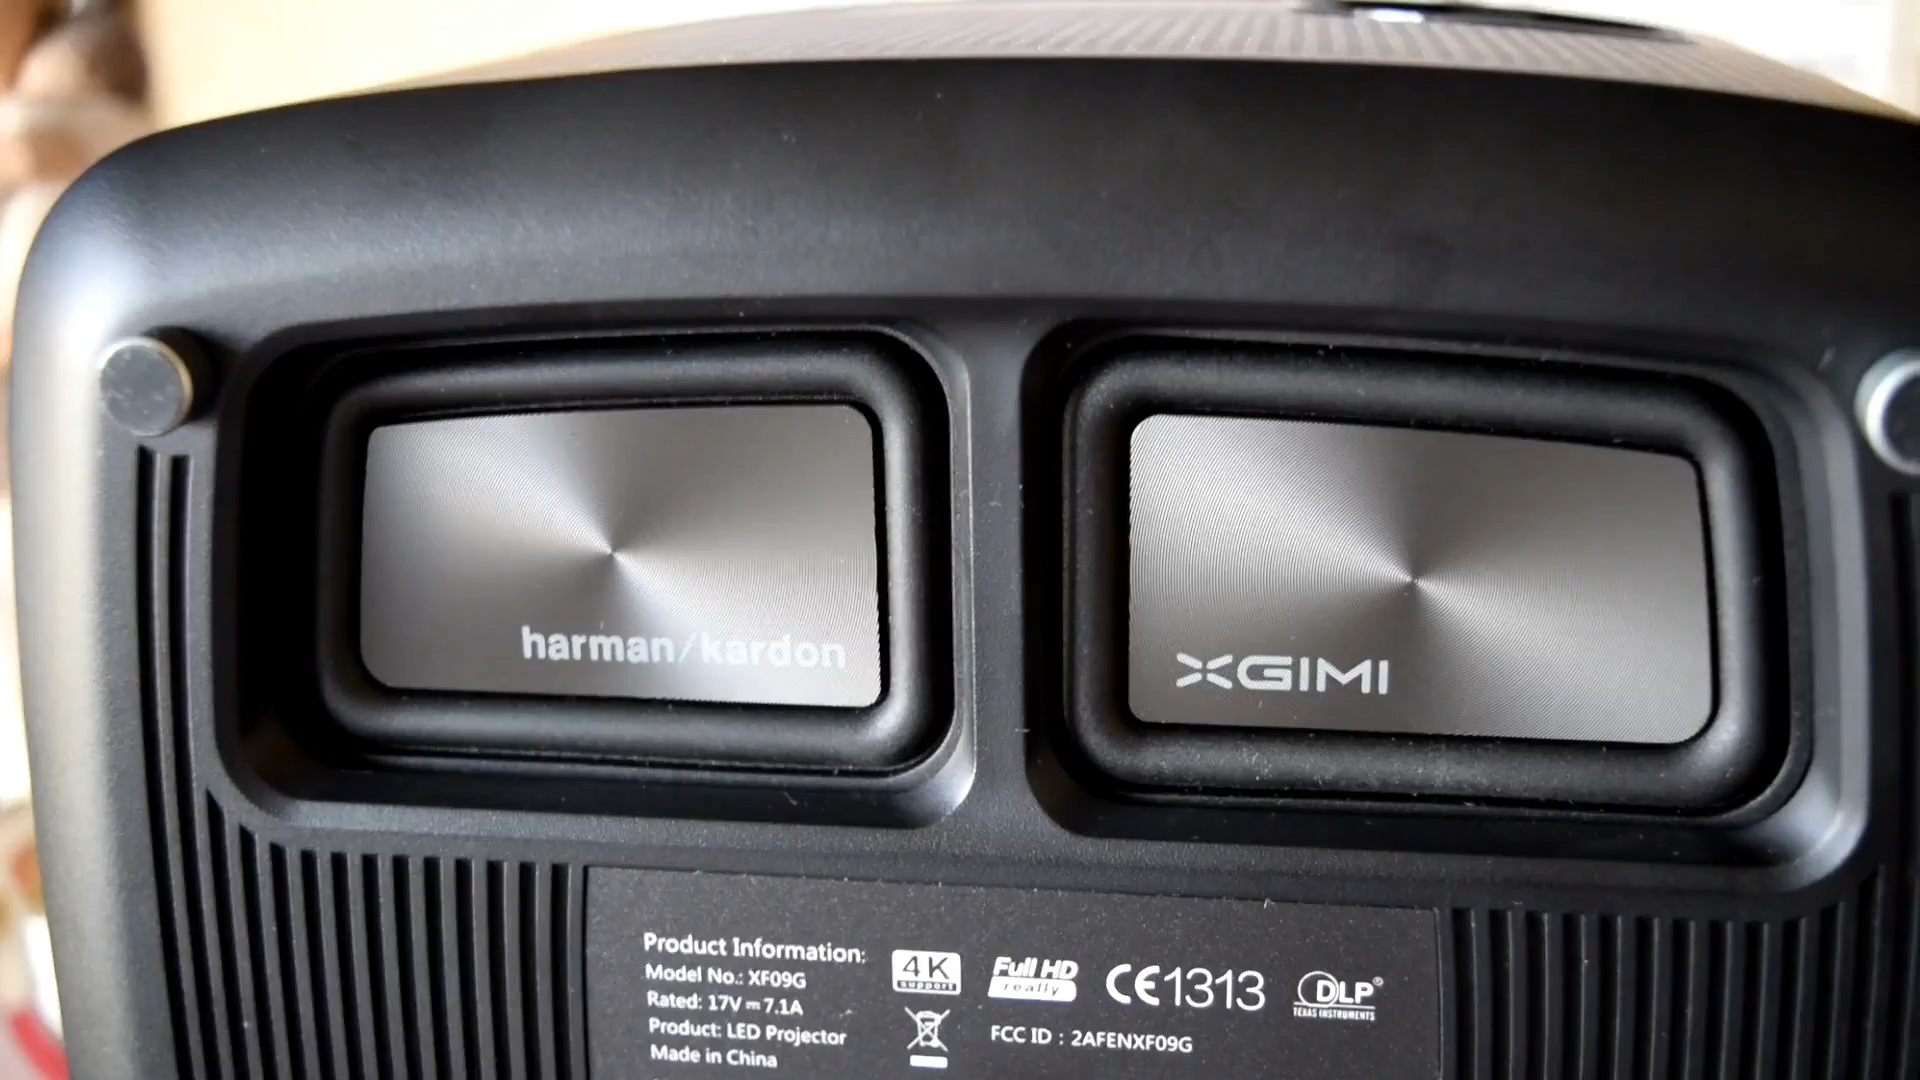 harman/kardon
XGIMI
Product Information:
Model No.: XF09G
Rated: 17V⎓7.1A
Product: LED Projector
Made in China
4K
support
Full HD
really
CE1313
DLP®
TEXAS INSTRUMENTS
FCC ID : 2AFENXF09G